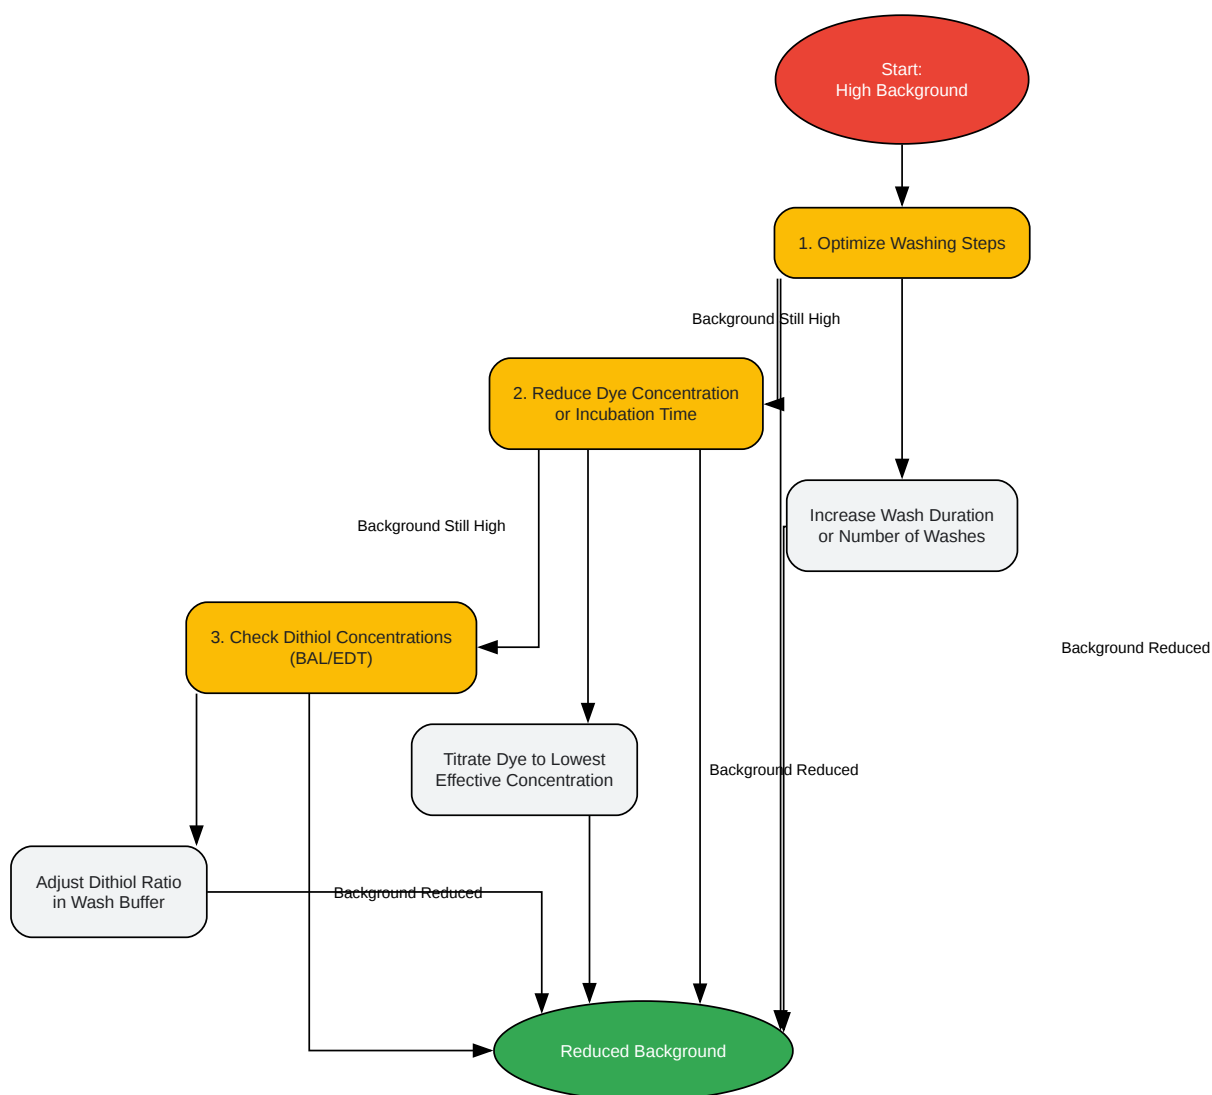 Start:
High Background
1. Optimize Washing Steps
Background Still High
2. Reduce Dye Concentration
or Incubation Time
Increase Wash Duration
or Number of Washes
Background Still High
3. Check Dithiol Concentrations
(BAL/EDT)
Background Reduced
Titrate Dye to Lowest
Effective Concentration
Background Reduced
Adjust Dithiol Ratio
in Wash Buffer
Background Reduced
Reduced Background